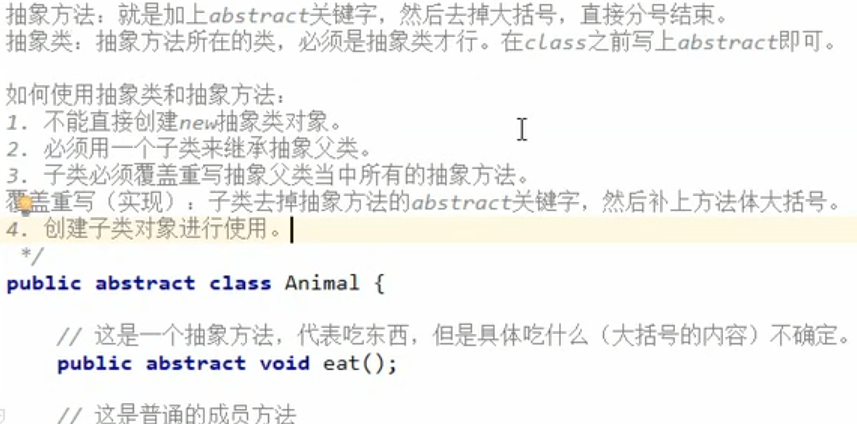 抽象方法：就是加上abstract关键字，然后去掉大括号，直接分号结束。
抽象类：抽象方法所在的类，必须是抽象类才行。在class之前写上abstract即可。
如何使用抽象类和抽象方法：
1. 不能直接创建new抽象类对象。
2. 必须用一个子类来继承抽象父类。
3. 子类必须覆盖重写抽象父类当中所有的抽象方法。
覆盖重写（实现）：子类去掉抽象方法的abstract关键字，然后补上方法体大括号。
4. 创建子类对象进行使用。
*/
public abstract class Animal {
// 这是一个抽象方法，代表吃东西，但是具体吃什么（大括号的内容）不确定。
public abstract void eat();
// 这是普通的成员方法